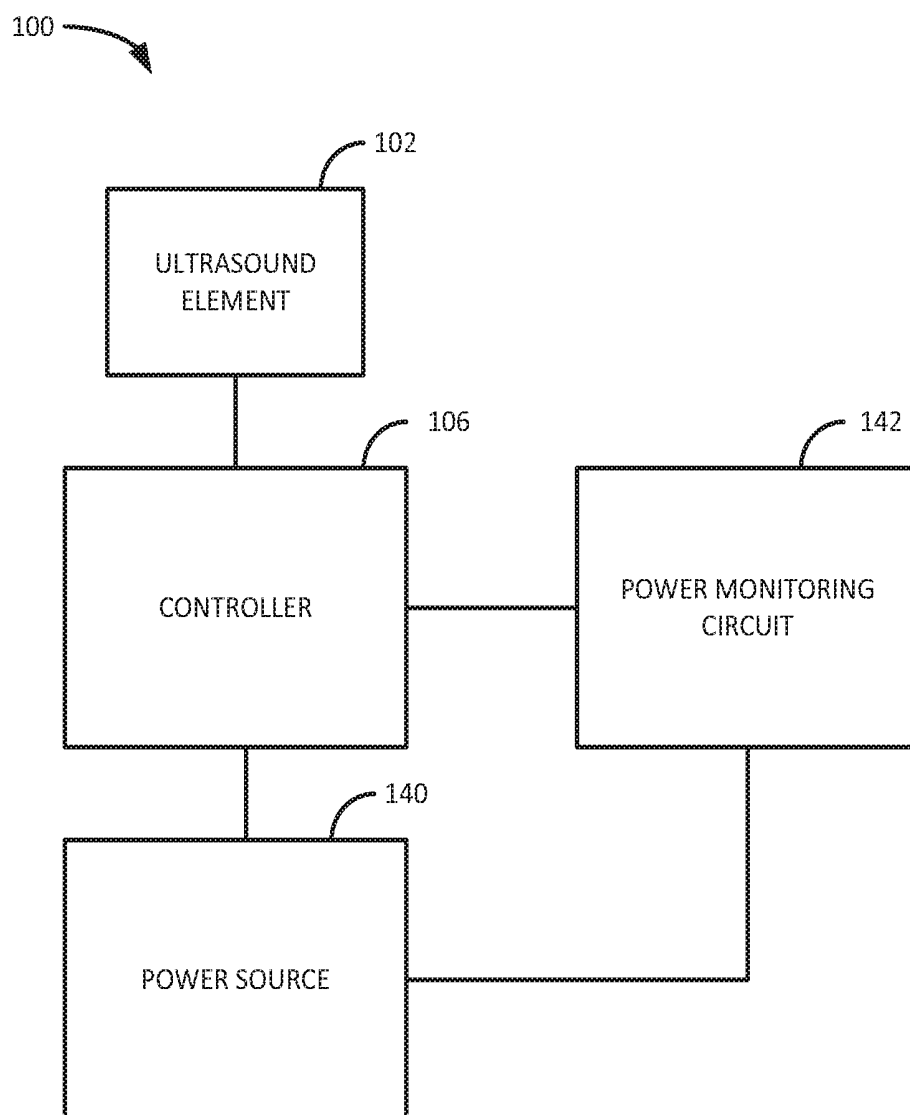 100
102
ULTRASOUND
ELEMENT
106
142
CONTROLLER
POWER MONITORING
CIRCUIT
140
POWER SOURCE